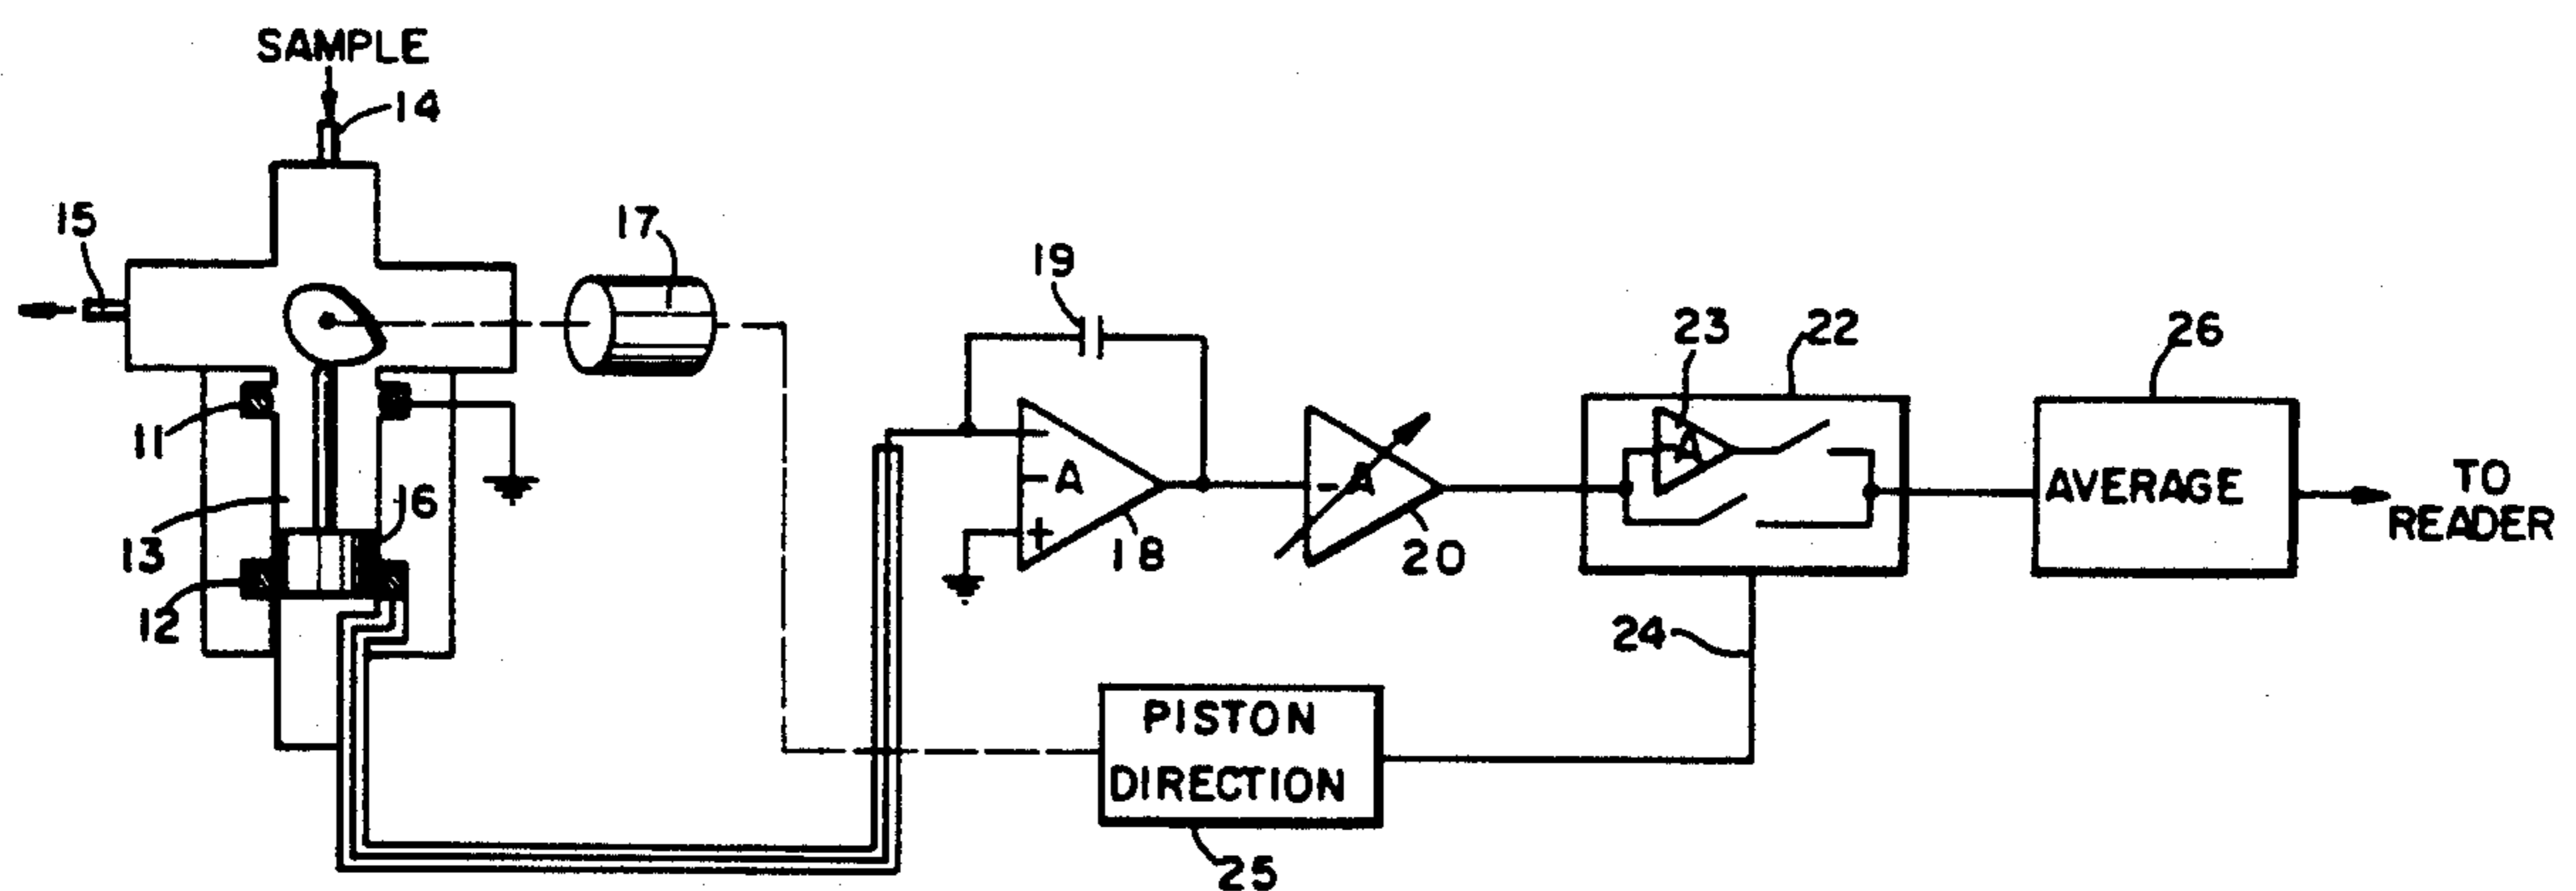 SAMPLE
14
15
17
19
23
22
26
11
- A
- A
A
AVERAGE
TO
READER
16
13
+
18
20
12
24
PISTON
DIRECTION
25